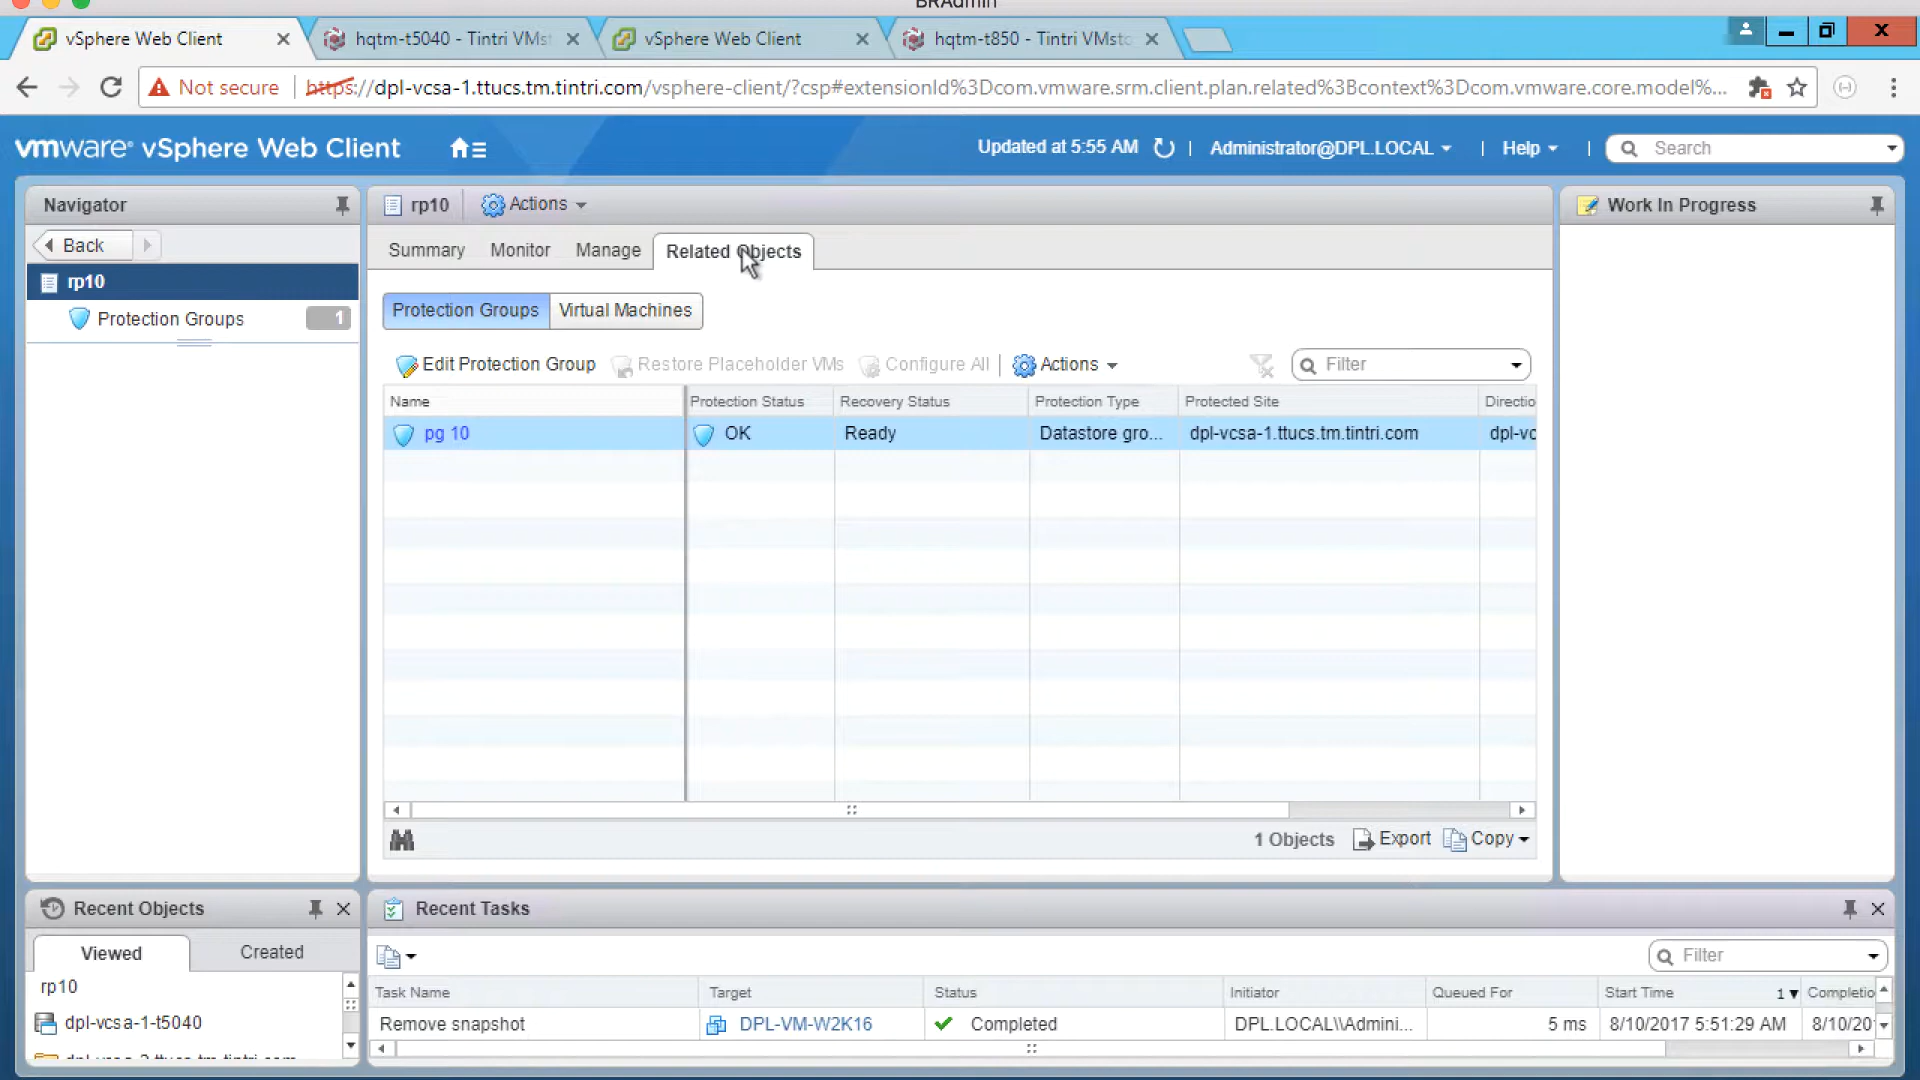 BRAdmin
vSphere Web Client
hqtm-t5040 - Tintri VMst
vSphere Web Client
hqtm-t850 - Tintri VMstc
Not secure
https://dpl-vcsa-1.ttucs.tm.tintri.com/vsphere-client/?csp#extensionId%3Dcom.vmware.srm.client.plan.related%3Bcontext%3Dcom.vmware.core.model%...
vmware® vSphere Web Client
Updated at 5:55 AM
Administrator@DPL.LOCAL
Help
Search
Navigator
Back
rp10
Protection Groups 1
rp10
Actions
Summary
Monitor
Manage
Related Objects
Protection Groups
Virtual Machines
Edit Protection Group
Restore Placeholder VMs
Configure All
Actions
Filter
Name Protection Status Recovery Status Protection Type Protected Site Directio
pg 10 OK Ready Datastore gro... dpl-vcsa-1.ttucs.tm.tintri.com dpl-vc
1 Objects
Export
Copy
Work In Progress
Recent Objects
Viewed
Created
rp10
dpl-vcsa-1-t5040
Recent Tasks
Filter
Task Name Target Status Initiator Queued For Start Time 1 Completio
Remove snapshot DPL-VM-W2K16 Completed DPL.LOCAL\\Admini... 5 ms 8/10/2017 5:51:29 AM 8/10/20